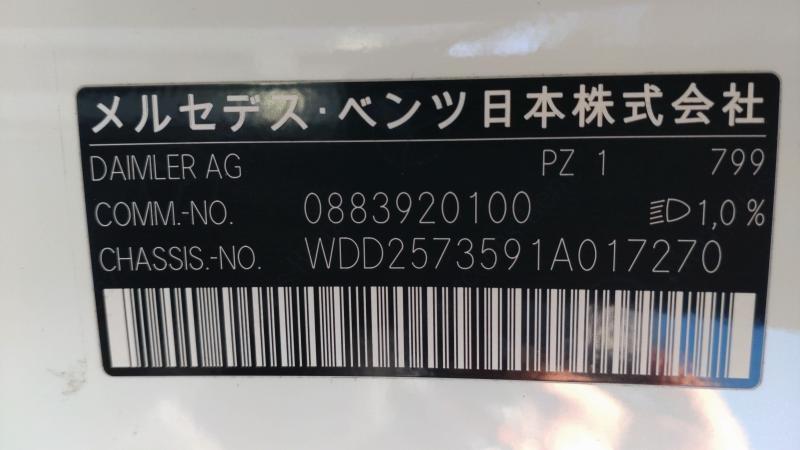 メルセデス・ベンツ日本株式会社
DAIMLER AG PZ 1 799
COMM.-NO. 0883920100 1,0 %
CHASSIS.-NO. WDD2573591A017270